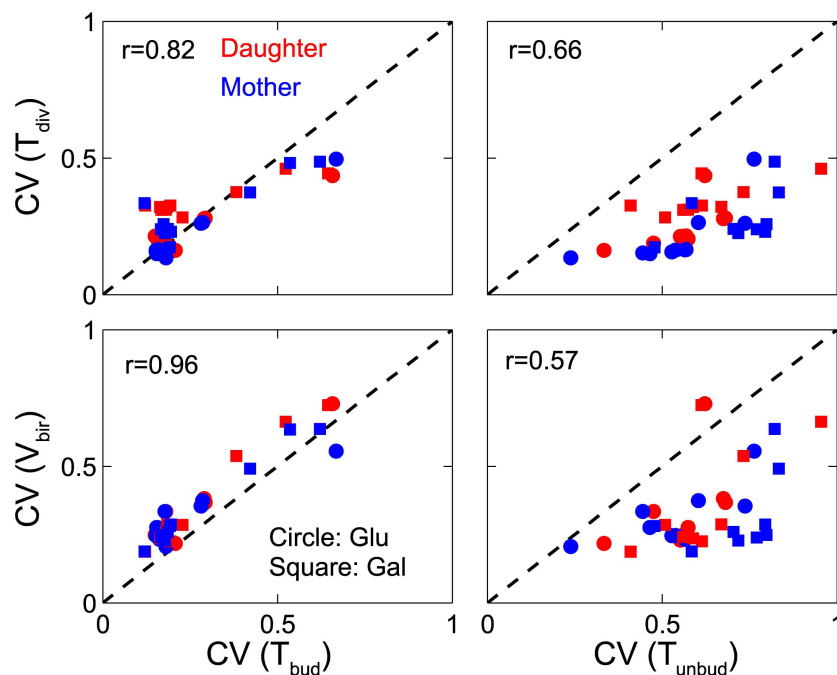 1
r=0.82
Daughter
Mother
r=0.66
CV (T_div)
0.5
0
1
r=0.96
r=0.57
CV (V_bir)
0.5
Circle: Glu
Square: Gal
0
0
0.5
1
0
0.5
1
CV (T_bud)
CV (T_unbud)